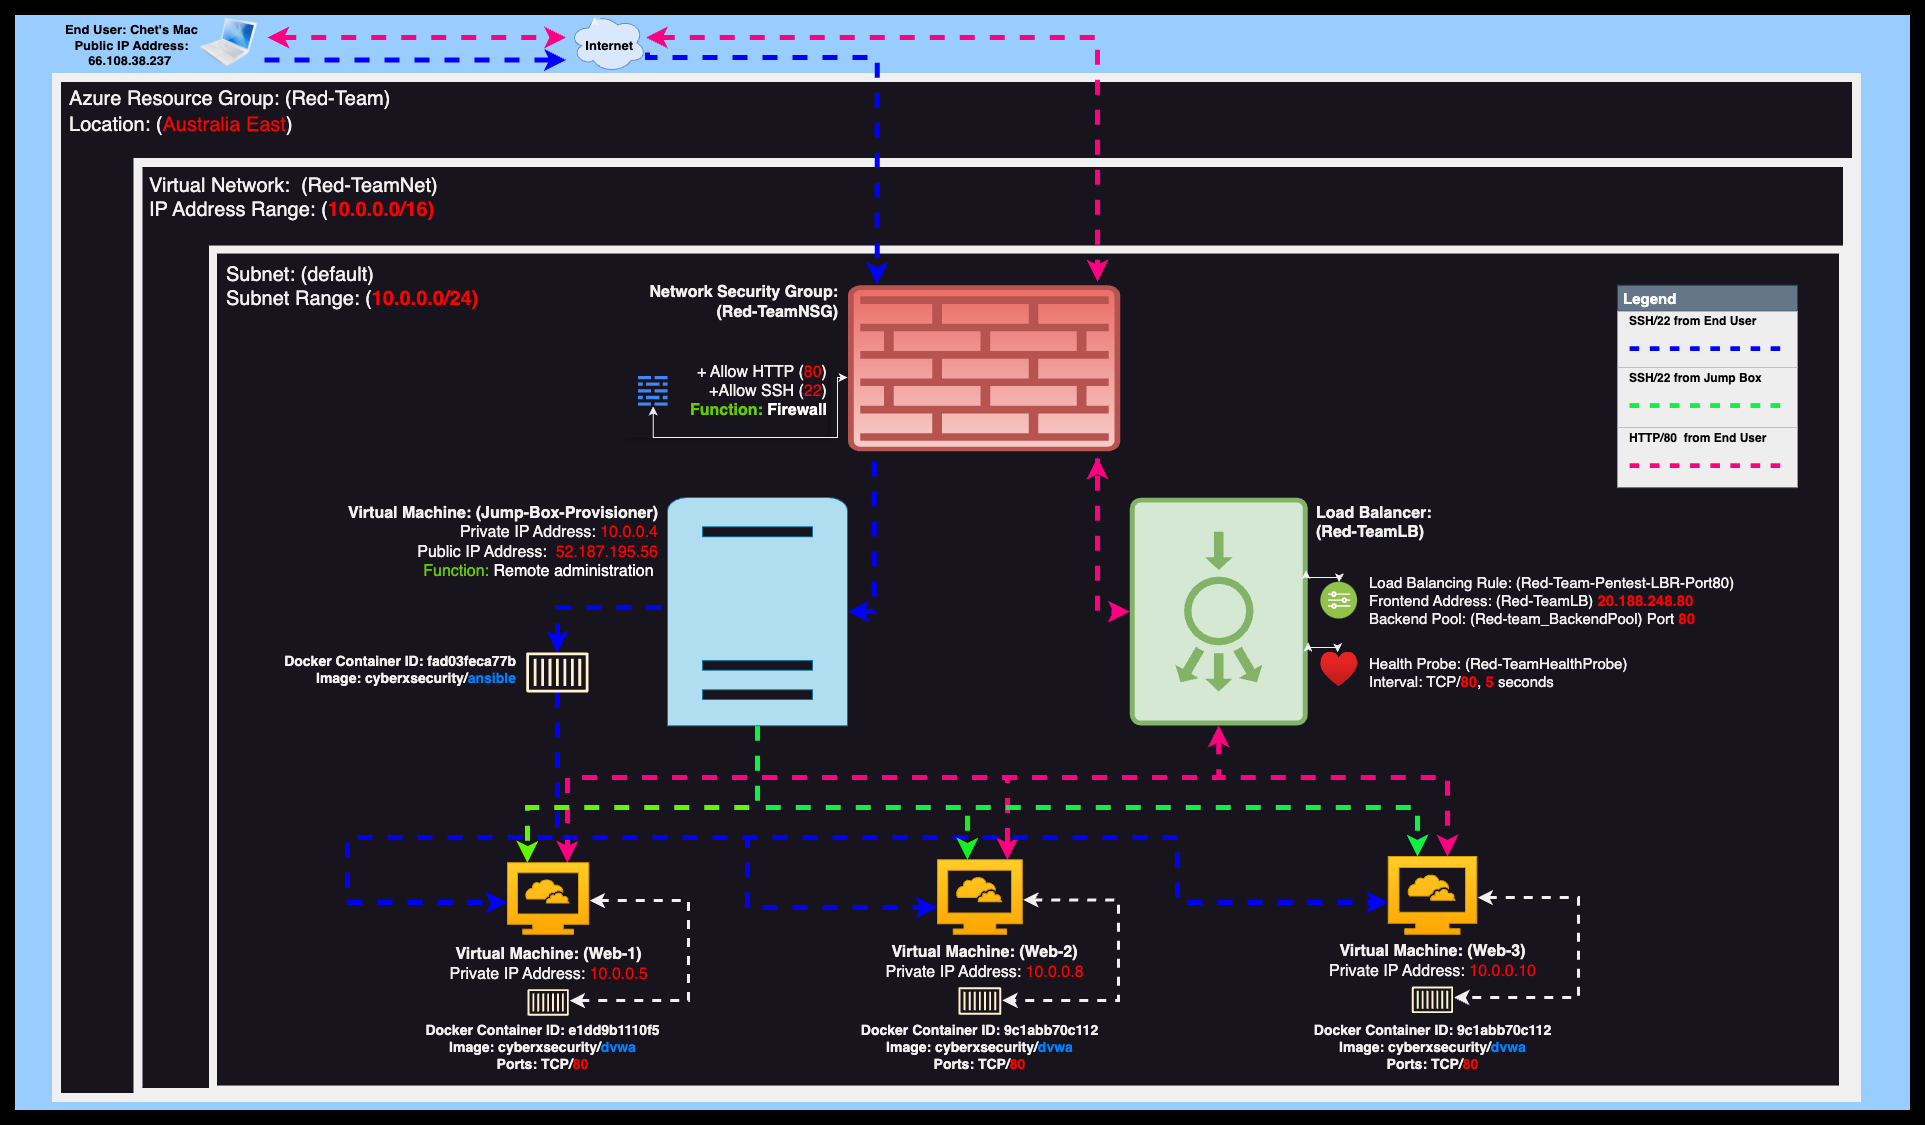 End User: Chet's Mac
Public IP Address:
66.108.38.237
Internet
Azure Resource Group: (Red-Team)
Location: (Australia East)
Virtual Network:  (Red-TeamNet)
IP Address Range: (10.0.0.0/16)
Subnet: (default)
Subnet Range: (10.0.0.0/24)
Network Security Group:
(Red-TeamNSG)
+ Allow HTTP (80)
+Allow SSH (22)
Function: Firewall
Legend
SSH/22 from End User
SSH/22 from Jump Box
HTTP/80  from End User
Virtual Machine: (Jump-Box-Provisioner)
Private IP Address: 10.0.0.4
Public IP Address:  52.187.195.56
Function: Remote administration
Load Balancer:
(Red-TeamLB)
Load Balancing Rule: (Red-Team-Pentest-LBR-Port80)
Frontend Address: (Red-TeamLB) 20.188.248.80
Backend Pool: (Red-team_BackendPool) Port 80
Health Probe: (Red-TeamHealthProbe)
Interval: TCP/80, 5 seconds
Docker Container ID: fad03feca77b
Image: cyberxsecurity/ansible
Virtual Machine: (Web-1)
Private IP Address: 10.0.0.5
Docker Container ID: e1dd9b1110f5
Image: cyberxsecurity/dvwa
Ports: TCP/80
Virtual Machine: (Web-2)
Private IP Address: 10.0.0.8
Docker Container ID: 9c1abb70c112
Image: cyberxsecurity/dvwa
Ports: TCP/80
Virtual Machine: (Web-3)
Private IP Address: 10.0.0.10
Docker Container ID: 9c1abb70c112
Image: cyberxsecurity/dvwa
Ports: TCP/80